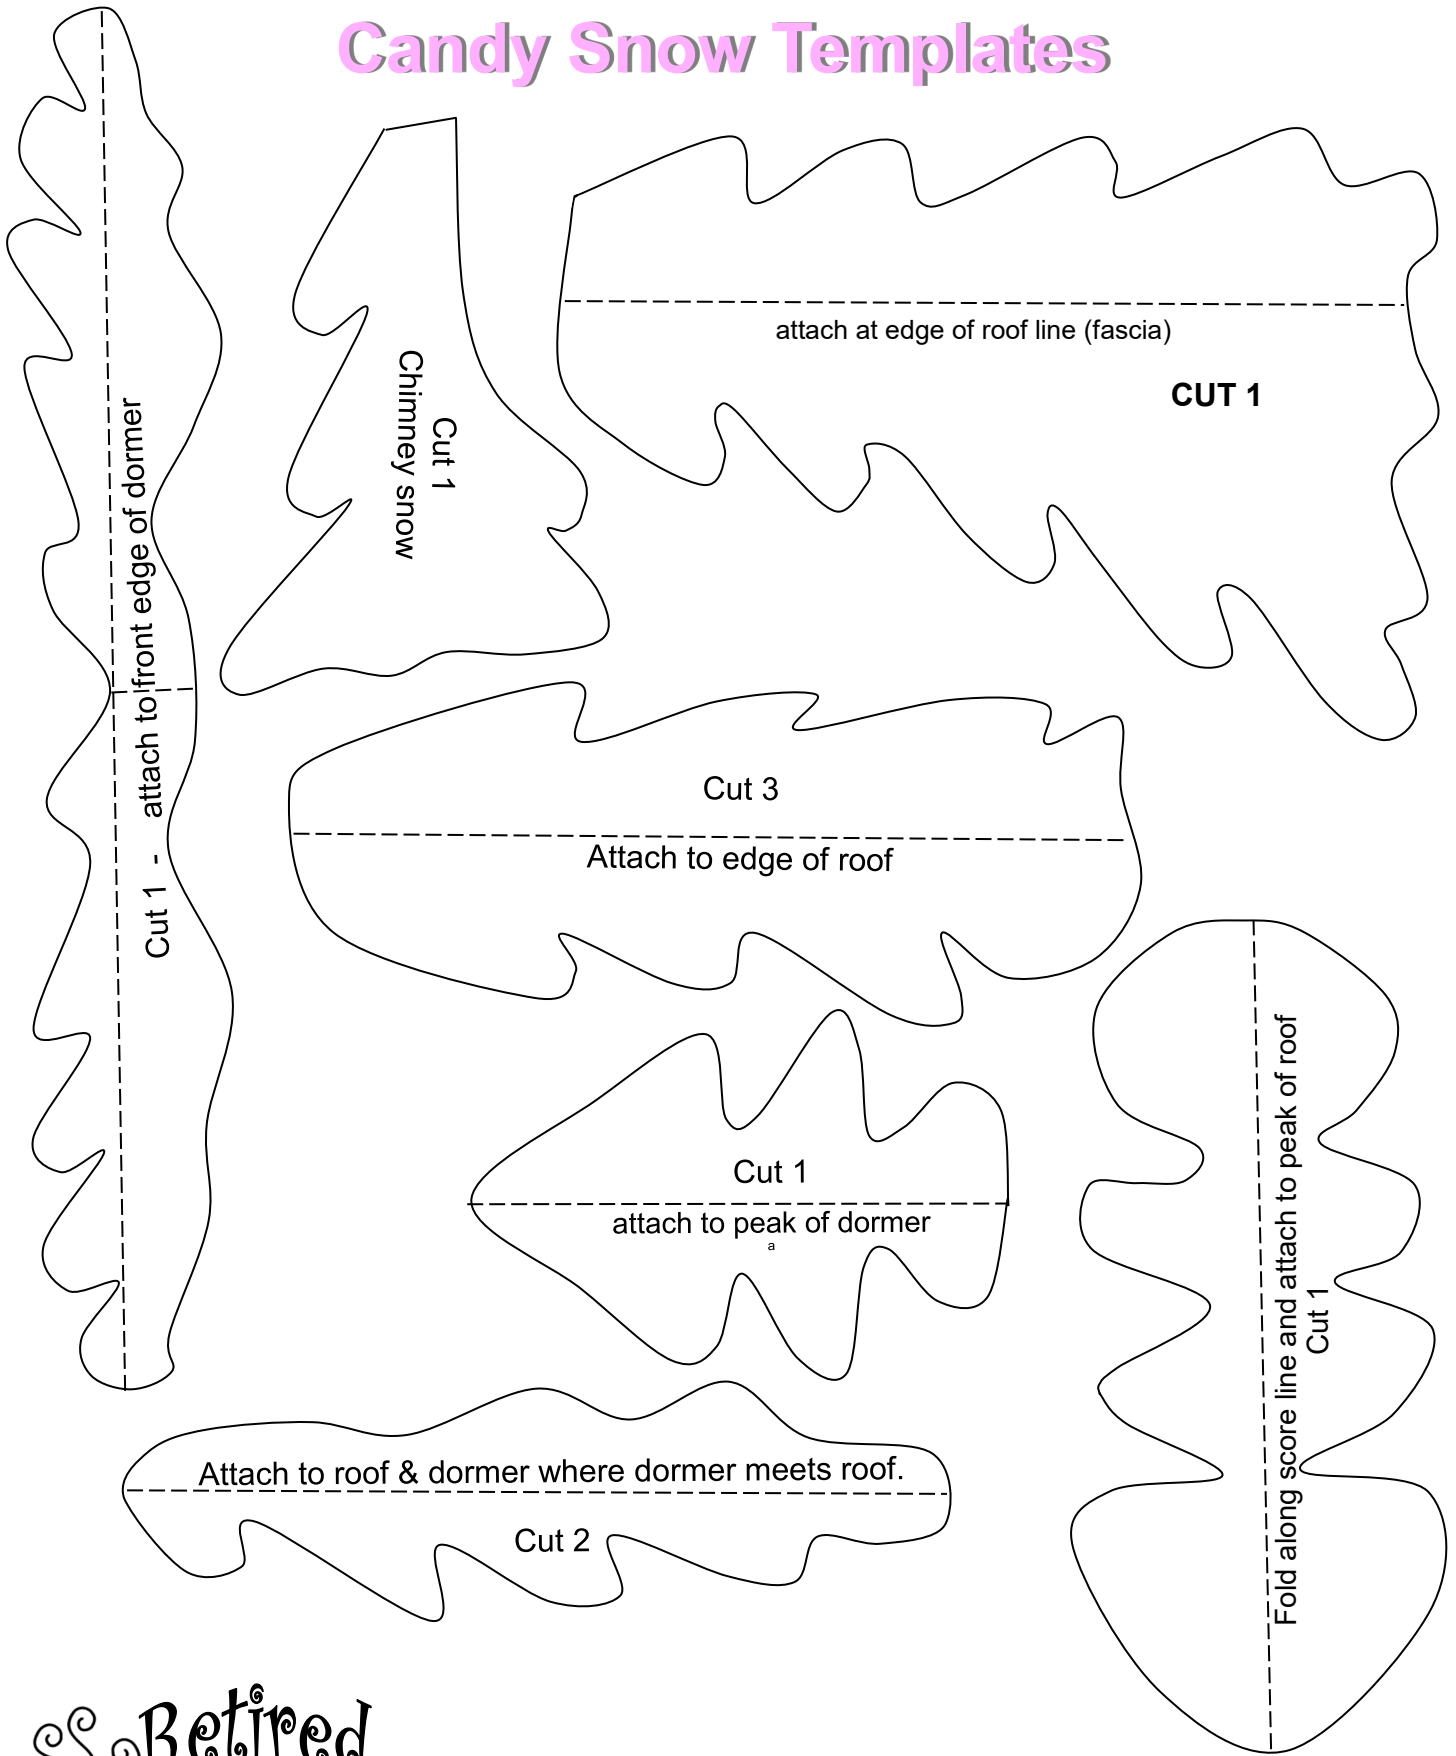 Candy Snow Templates
Cut 1 - attach to front edge of dormer
Cut 1
Chimney snow
attach at edge of roof line (fascia)
CUT 1
Cut 3
Attach to edge of roof
Cut 1
attach to peak of dormer
a
Fold along score line and attach to peak of roof
Cut 1
Attach to roof & dormer where dormer meets roof.
Cut 2
Retired